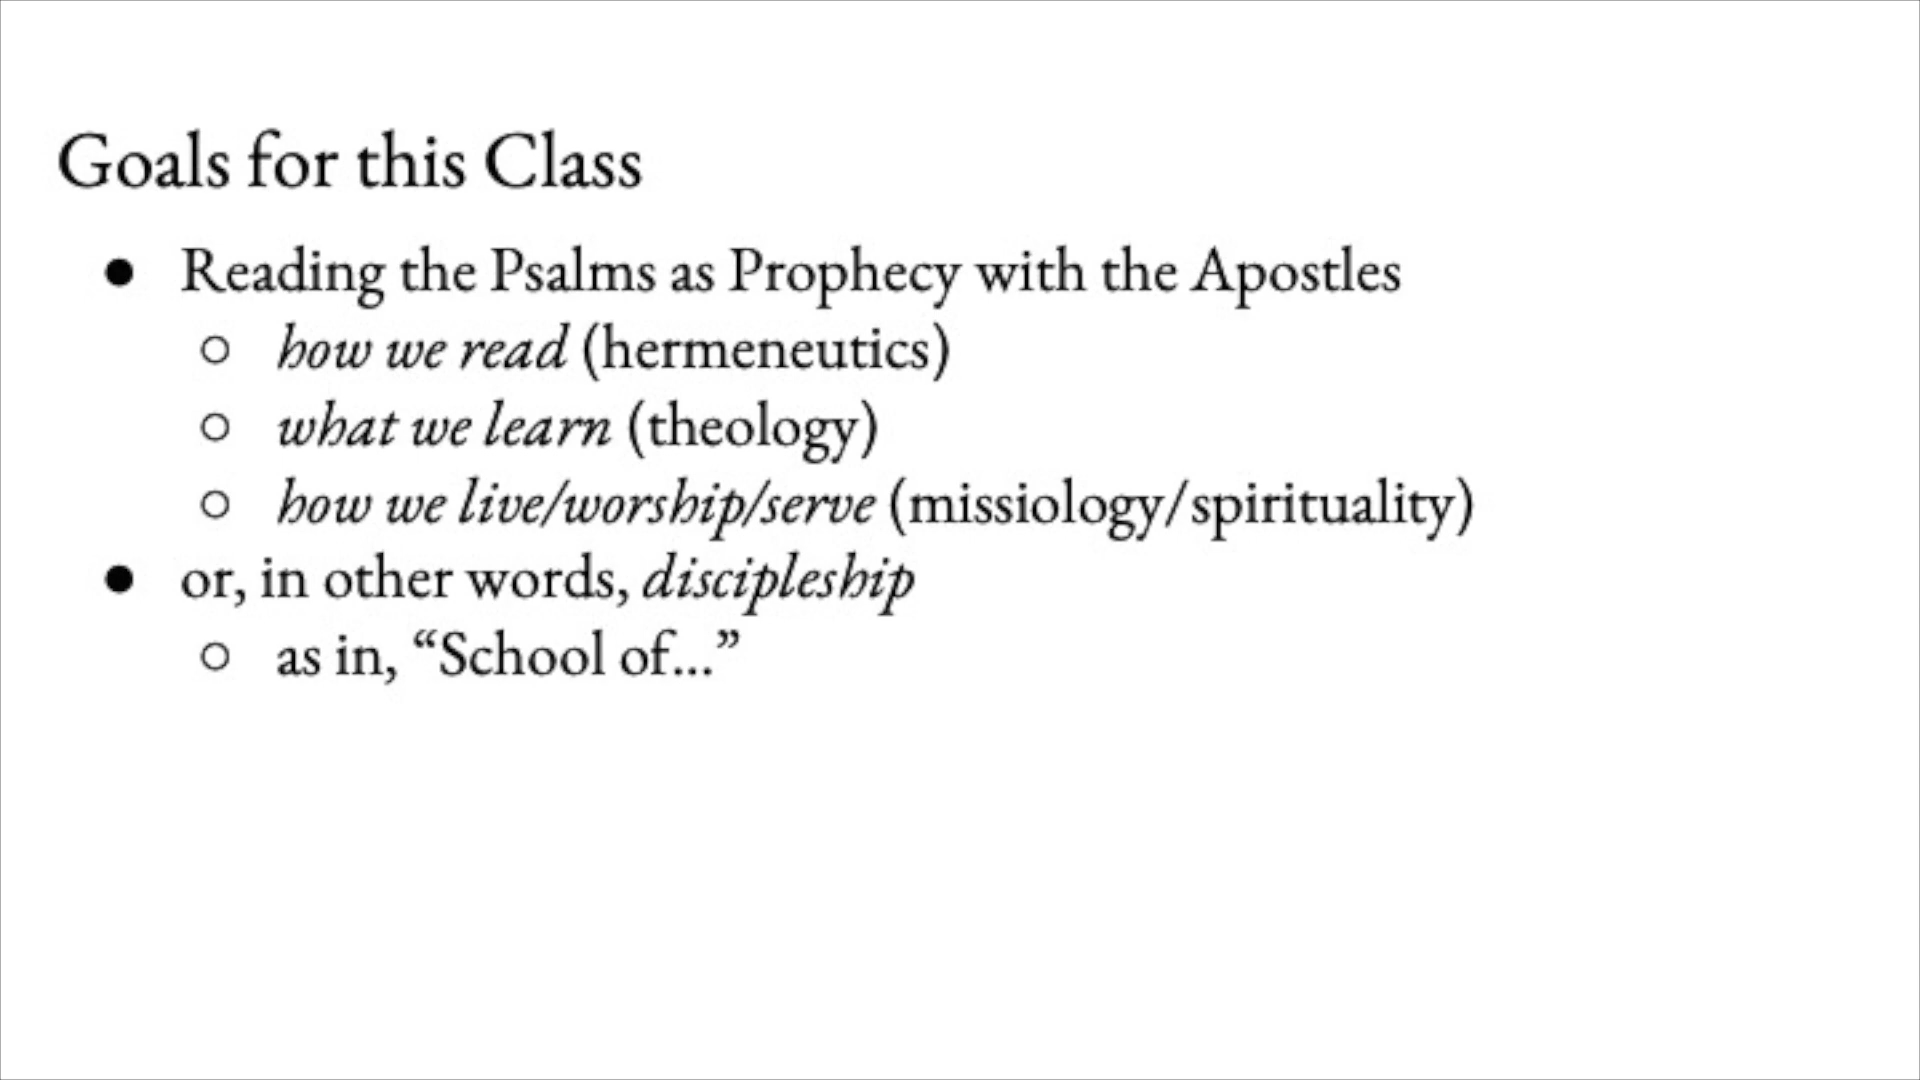 Goals for this Class
● Reading the Psalms as Prophecy with the Apostles
○ how we read (hermeneutics)
○ what we learn (theology)
○ how we live/worship/serve (missiology/spirituality)
● or, in other words, discipleship
○ as in, “School of...”